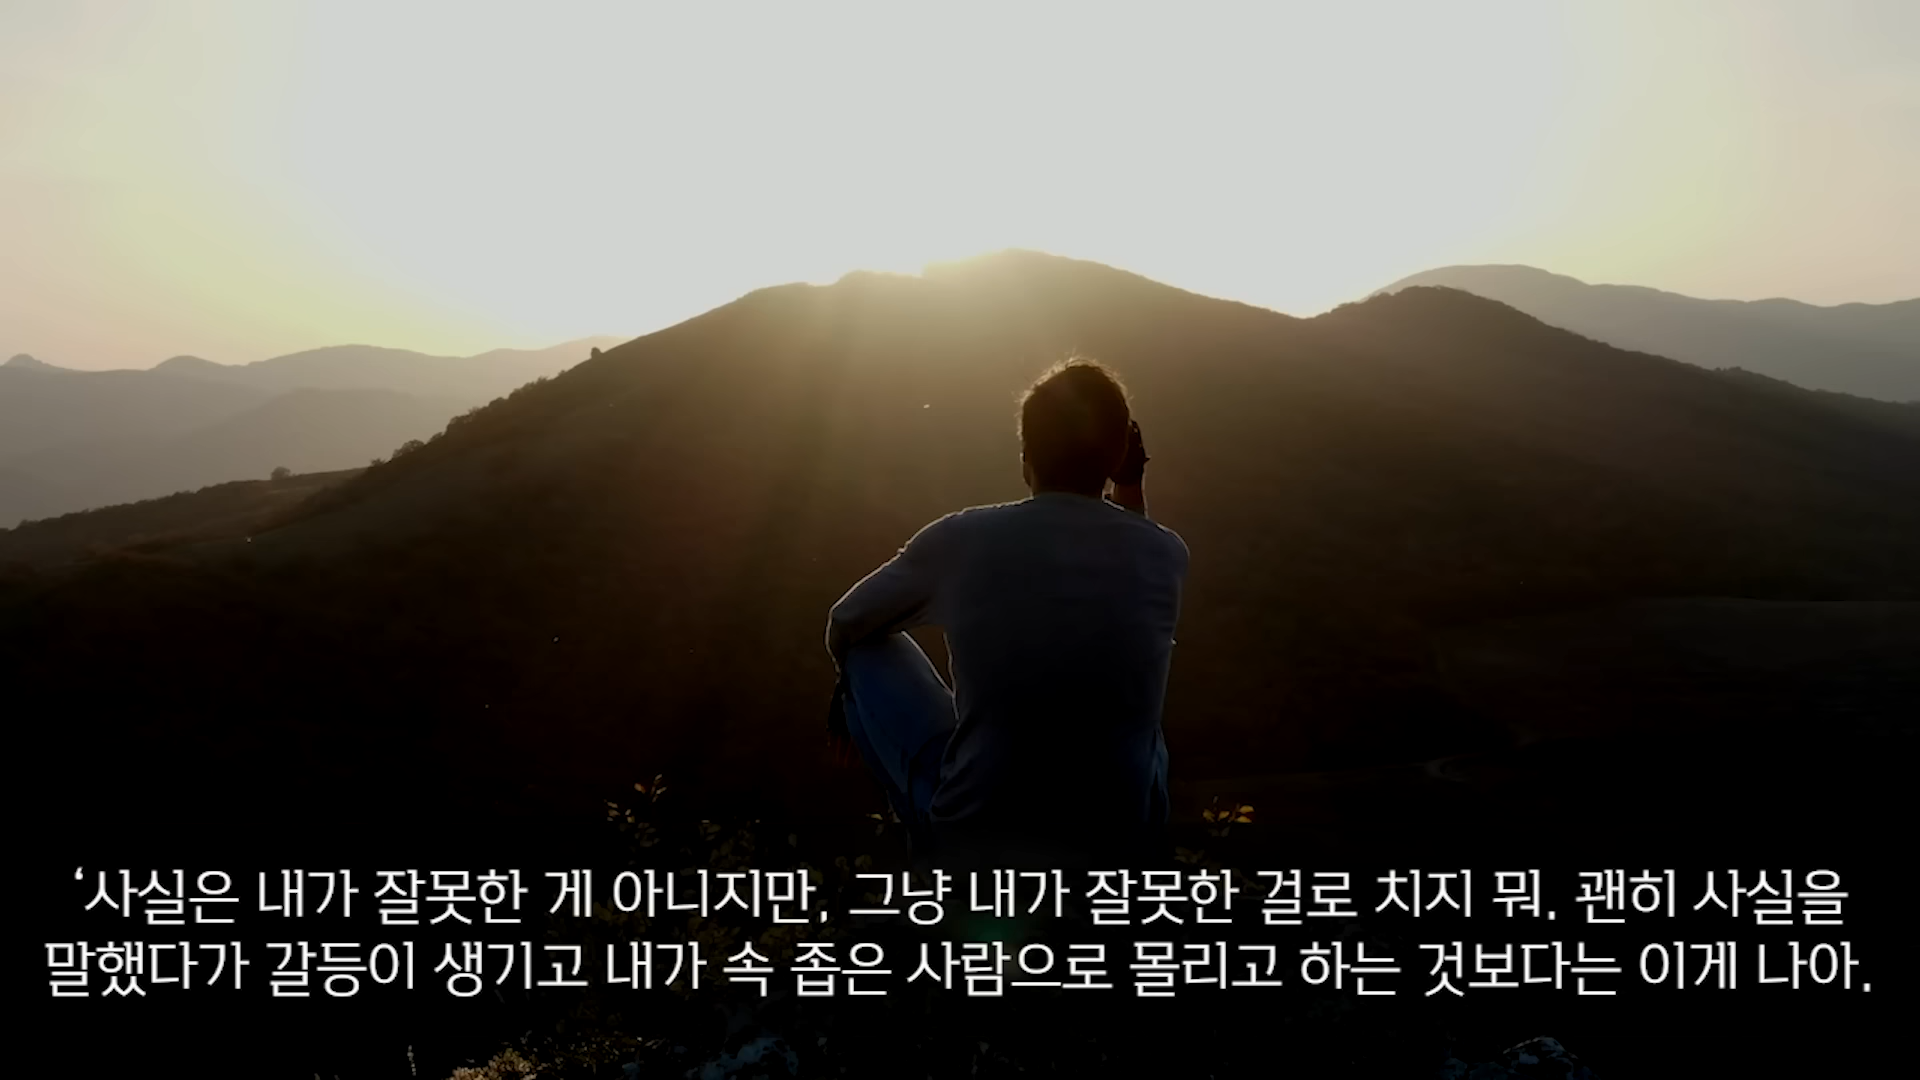 ‘사실은 내가 잘못한 게 아니지만, 그냥 내가 잘못한 걸로 치지 뭐. 괜히 사실을
말했다가 갈등이 생기고 내가 속 좁은 사람으로 몰리고 하는 것보다는 이게 나아.